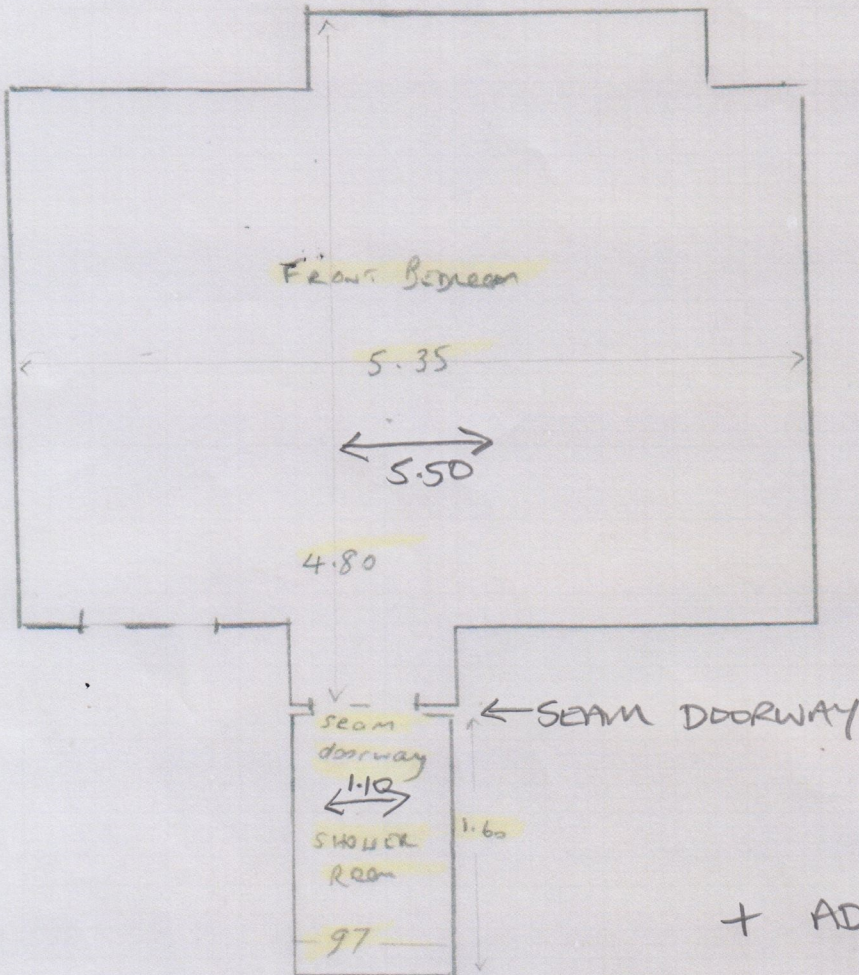 FRONT BEDROOM
5.35
5.50
4.80
← SEAM DOORWAY
seam
doorway
1.10
SHOWER
ROOM
1.60
97
+ AD